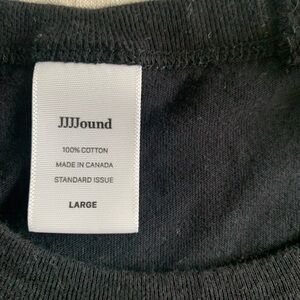 JJJJound
100% COTTON
MADE IN CANADA
STANDARD ISSUE
LARGE